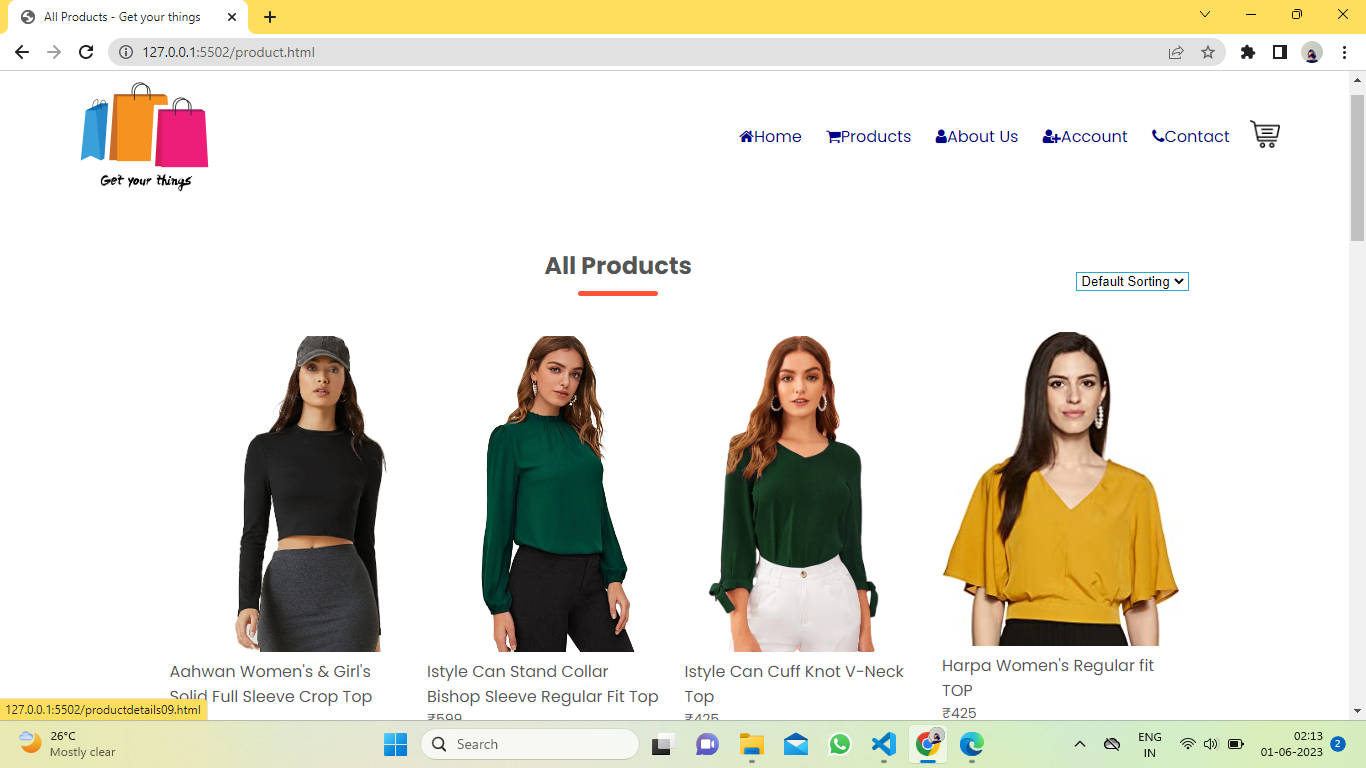 All Products - Get your things
127.0.0.1:5502/product.html
Home Products About Us Account Contact
Get your things
All Products
Default Sorting
Aahwan Women's & Girl's
Solid Full Sleeve Crop Top
Istyle Can Stand Collar
Bishop Sleeve Regular Fit Top
₹599
Istyle Can Cuff Knot V-Neck
Top
₹425
Harpa Women's Regular fit
TOP
₹425
127.0.0.1:5502/productdetails09.html
26°C
Mostly clear
Search
ENG
IN
02:13
01-06-2023
2